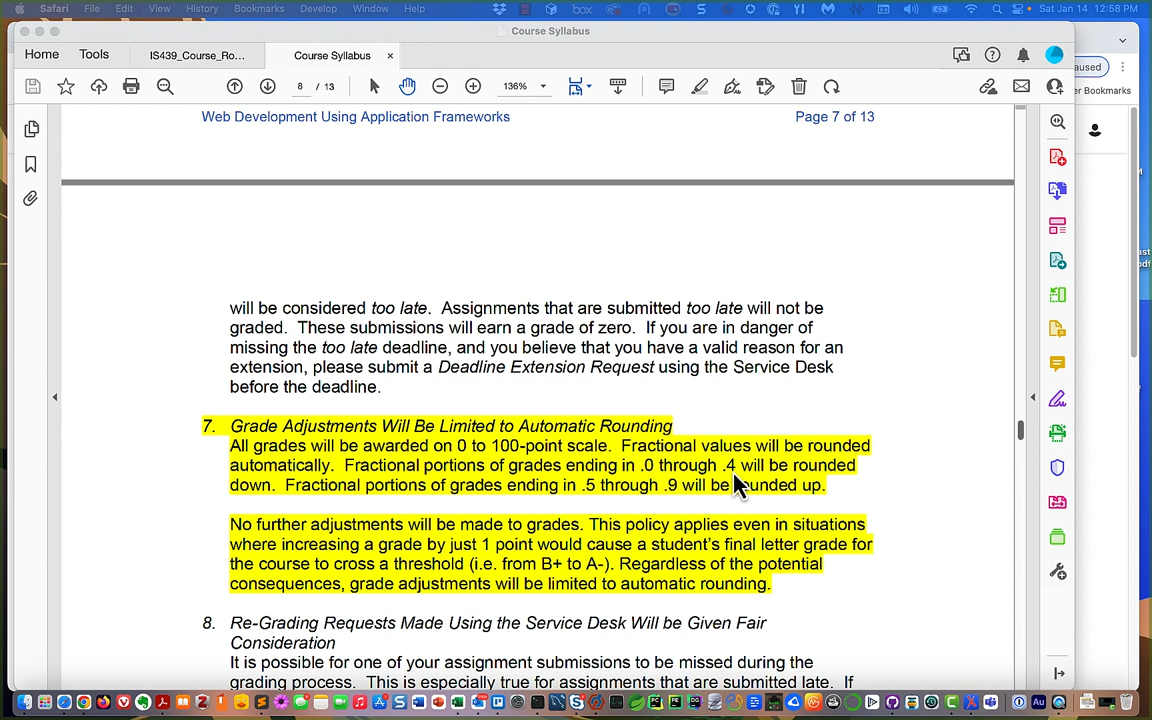 Safari File Edit View History Bookmarks Develop Window Help box Sat Jan 14 12:58 PM
Course Syllabus
Home Tools IS439_Course_Ro... Course Syllabus ×
aused
8 / 13 136%
er Bookmarks
Web Development Using Application Frameworks Page 7 of 13
will be considered too late. Assignments that are submitted too late will not be
graded. These submissions will earn a grade of zero. If you are in danger of
missing the too late deadline, and you believe that you have a valid reason for an
extension, please submit a Deadline Extension Request using the Service Desk
before the deadline.
7. Grade Adjustments Will Be Limited to Automatic Rounding
All grades will be awarded on 0 to 100-point scale. Fractional values will be rounded
automatically. Fractional portions of grades ending in .0 through .4 will be rounded
down. Fractional portions of grades ending in .5 through .9 will be rounded up.
No further adjustments will be made to grades. This policy applies even in situations
where increasing a grade by just 1 point would cause a student's final letter grade for
the course to cross a threshold (i.e. from B+ to A-). Regardless of the potential
consequences, grade adjustments will be limited to automatic rounding.
8. Re-Grading Requests Made Using the Service Desk Will be Given Fair
Consideration
It is possible for one of your assignment submissions to be missed during the
grading process. This is especially true for assignments that are submitted late. If